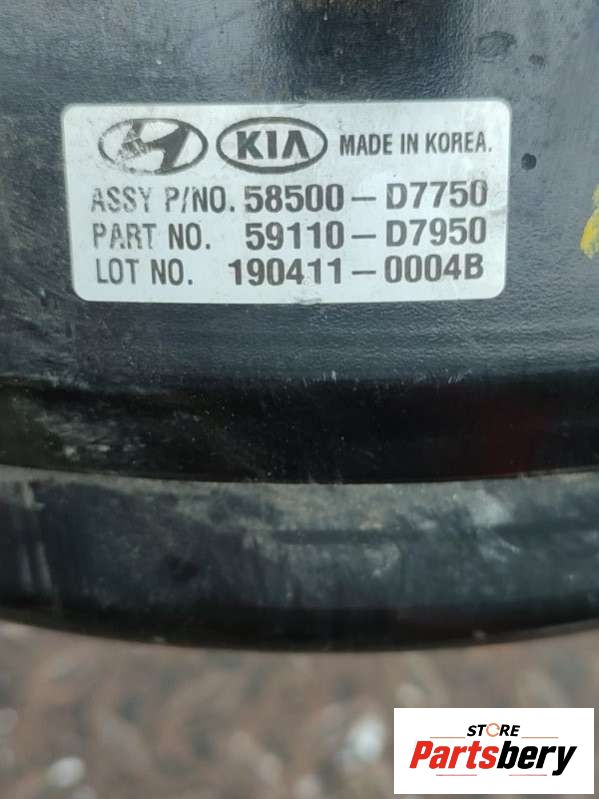 KIA MADE IN KOREA.
ASSY P/NO. 58500-D7750
PART NO. 59110-D7950
LOT NO. 190411-0004B
STORE
Partsbery